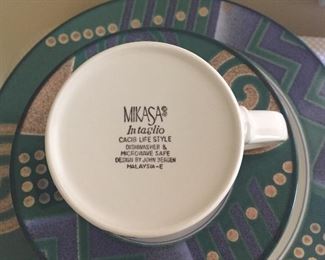 MIKASA
Intaglio
CAC18 LIFE STYLE
DISHWASHER &
MICROWAVE SAFE
DESIGN BY JOHN BERGEN
MALAYSIA-E